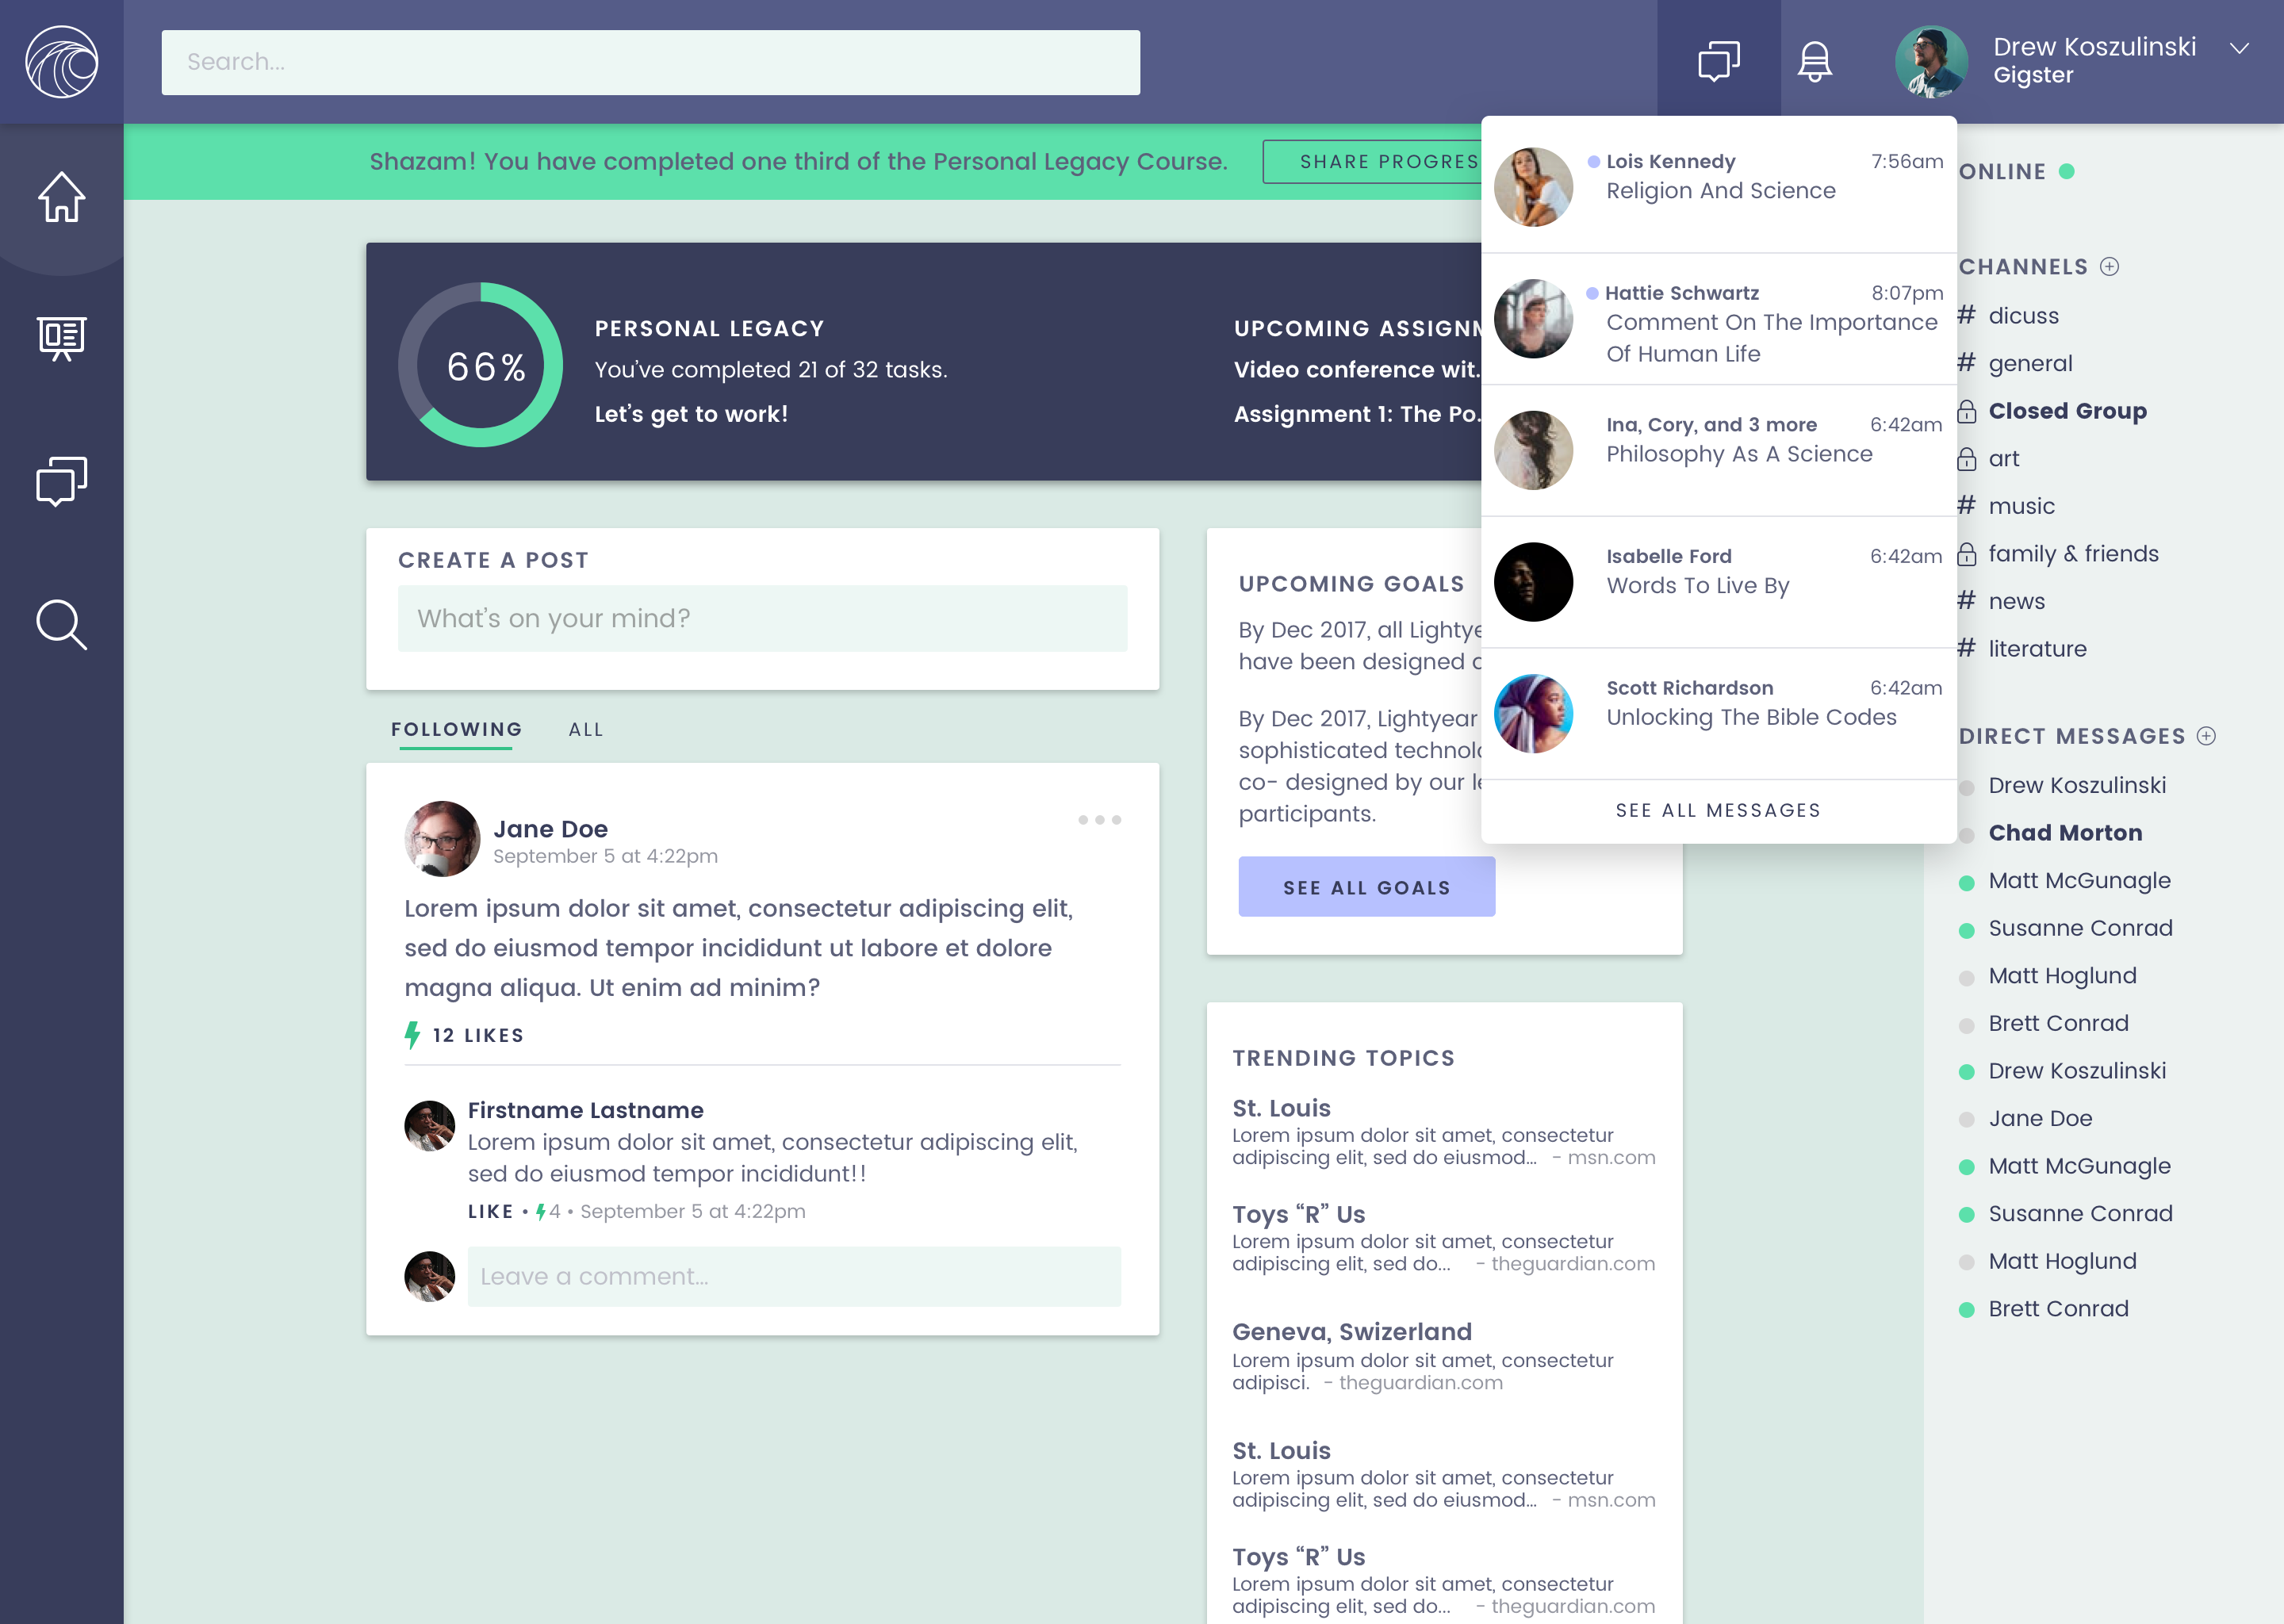 Search...
Drew Koszulinski
Gigster
Shazam! You have completed one third of the Personal Legacy Course.
SHARE PROGRES
66%
PERSONAL LEGACY
You've completed 21 of 32 tasks.
Let's get to work!
UPCOMING ASSIGNM
Video conference wit.
Assignment 1: The Po.
CREATE A POST
What's on your mind?
FOLLOWING
ALL
Jane Doe
September 5 at 4:22pm
Lorem ipsum dolor sit amet, consectetur adipiscing elit,
sed do eiusmod tempor incididunt ut labore et dolore
magna aliqua. Ut enim ad minim?
12 LIKES
Firstname Lastname
Lorem ipsum dolor sit amet, consectetur adipiscing elit,
sed do eiusmod tempor incididunt!!
LIKE • 4 • September 5 at 4:22pm
Leave a comment...
UPCOMING GOALS
By Dec 2017, all Lightye
have been designed
By Dec 2017, Lightyear
sophisticated technolo
co- designed by our le
participants.
SEE ALL GOALS
TRENDING TOPICS
St. Louis
Lorem ipsum dolor sit amet, consectetur
adipiscing elit, sed do eiusmod... - msn.com
Toys “R” Us
Lorem ipsum dolor sit amet, consectetur
adipiscing elit, sed do... - theguardian.com
Geneva, Swizerland
Lorem ipsum dolor sit amet, consectetur
adipisci. - theguardian.com
St. Louis
Lorem ipsum dolor sit amet, consectetur
adipiscing elit, sed do eiusmod... - msn.com
Toys “R” Us
Lorem ipsum dolor sit amet, consectetur
adipiscing elit, sed do... - theguardian.com
Lois Kennedy 7:56am
Religion And Science
Hattie Schwartz 8:07pm
Comment On The Importance
Of Human Life
Ina, Cory, and 3 more 6:42am
Philosophy As A Science
Isabelle Ford 6:42am
Words To Live By
Scott Richardson 6:42am
Unlocking The Bible Codes
SEE ALL MESSAGES
ONLINE
CHANNELS
# dicuss
# general
Closed Group
art
# music
family & friends
# news
# literature
DIRECT MESSAGES
Drew Koszulinski
Chad Morton
Matt McGunagle
Susanne Conrad
Matt Hoglund
Brett Conrad
Drew Koszulinski
Jane Doe
Matt McGunagle
Susanne Conrad
Matt Hoglund
Brett Conrad